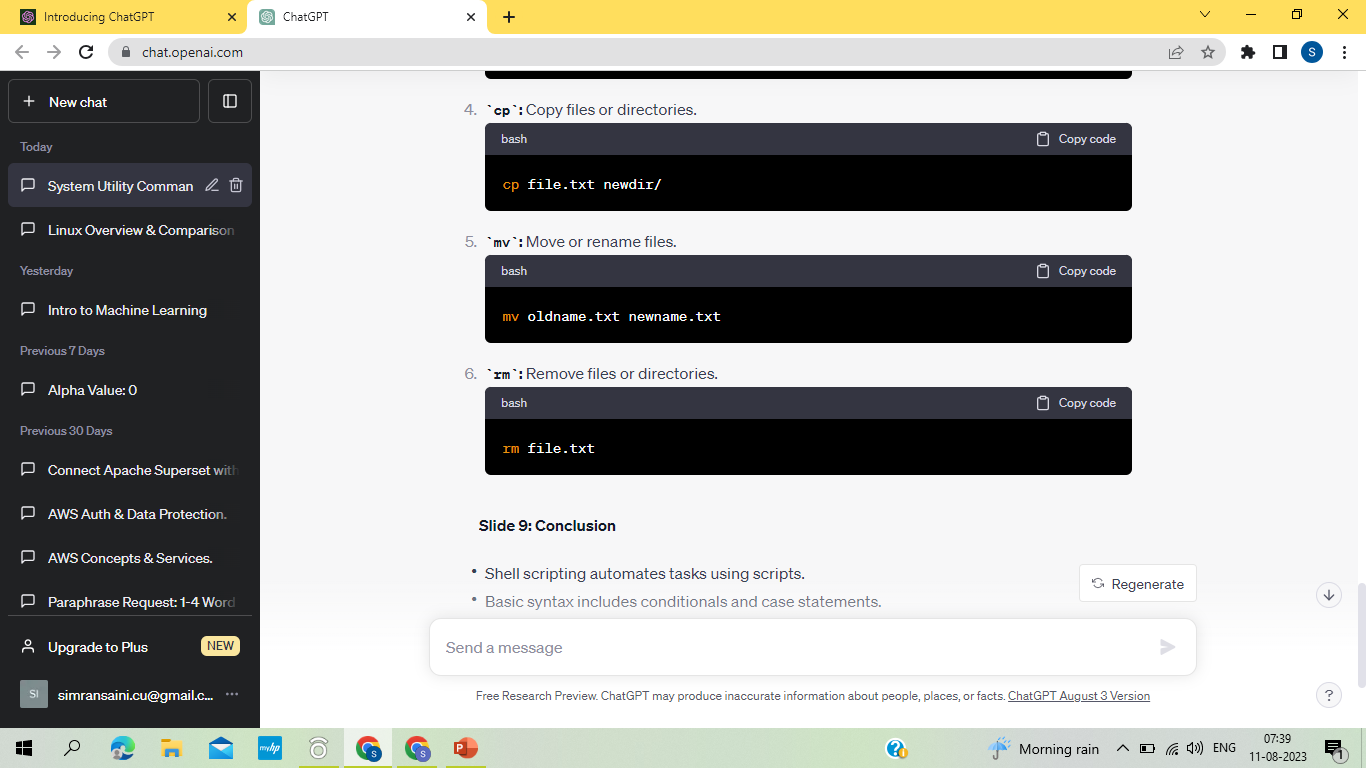 Introducing ChatGPT
ChatGPT
chat.openai.com
S
New chat
Today
System Utility Comman
Linux Overview & Comparison
Yesterday
Intro to Machine Learning
Previous 7 Days
Alpha Value: 0
Previous 30 Days
Connect Apache Superset with
AWS Auth & Data Protection.
AWS Concepts & Services.
Paraphrase Request: 1-4 Word
Upgrade to Plus NEW
SI simransaini.cu@gmail.c...
4. `cp`: Copy files or directories.
bash Copy code
cp file.txt newdir/
5. `mv`: Move or rename files.
bash Copy code
mv oldname.txt newname.txt
6. `rm`: Remove files or directories.
bash Copy code
rm file.txt
Slide 9: Conclusion
• Shell scripting automates tasks using scripts.
• Basic syntax includes conditionals and case statements.
Regenerate
Send a message
Free Research Preview. ChatGPT may produce inaccurate information about people, places, or facts. ChatGPT August 3 Version
?
myhp
S
S
P
?
Morning rain
ENG
07:39
11-08-2023
1